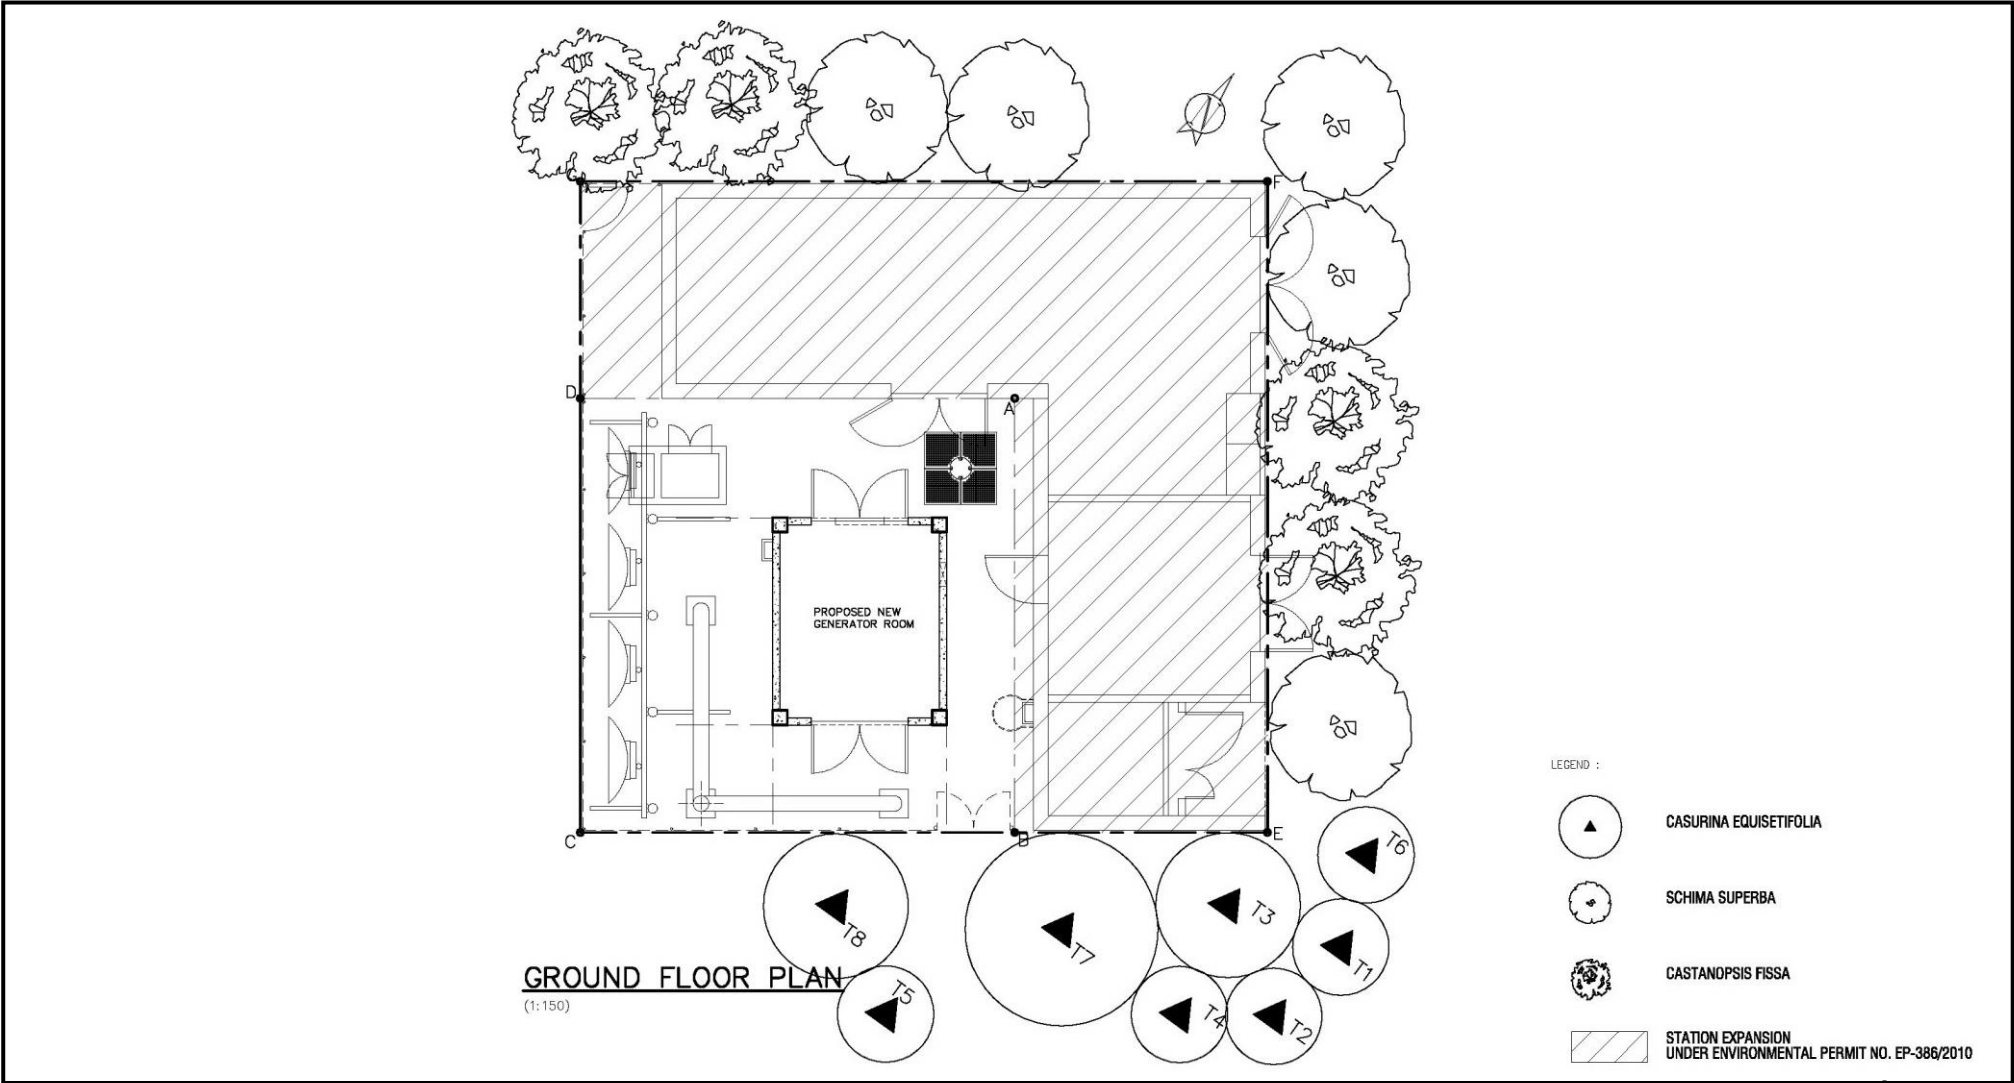 G
F
D
A
PROPOSED NEW
GENERATOR ROOM
C
B
E
T6
T8
T7
T3
T1
T5
T4
T2
GROUND FLOOR PLAN
(1:150)
LEGEND :
CASURINA EQUISETIFOLIA
SCHIMA SUPERBA
CASTANOPSIS FISSA
STATION EXPANSION
UNDER ENVIRONMENTAL PERMIT NO. EP-386/2010